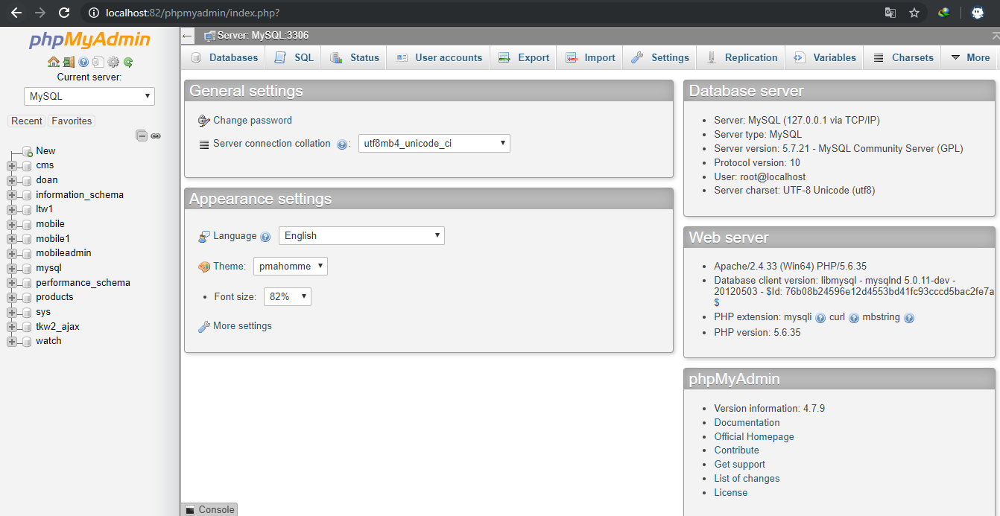 localhost:82/phpmyadmin/index.php?
phpMyAdmin
Current server:
MySQL
Recent Favorites
New
cms
doan
information_schema
ltw1
mobile
mobile1
mobileadmin
mysql
performance_schema
products
sys
tkw2_ajax
watch
Server: MySQL:3306
Databases SQL Status User accounts Export Import Settings Replication Variables Charsets More
General settings
Change password
Server connection collation : utf8mb4_unicode_ci
Appearance settings
Language English
Theme: pmahomme
Font size: 82%
More settings
Database server
Server: MySQL (127.0.0.1 via TCP/IP)
Server type: MySQL
Server version: 5.7.21 - MySQL Community Server (GPL)
Protocol version: 10
User: root@localhost
Server charset: UTF-8 Unicode (utf8)
Web server
Apache/2.4.33 (Win64) PHP/5.6.35
Database client version: libmysql - mysqlnd 5.0.11-dev -
20120503 - $Id: 76b08b24596e12d4553bd41fc93cccd5bac2fe7a
$
PHP extension: mysqli curl mbstring
PHP version: 5.6.35
phpMyAdmin
Version information: 4.7.9
Documentation
Official Homepage
Contribute
Get support
List of changes
License
Console